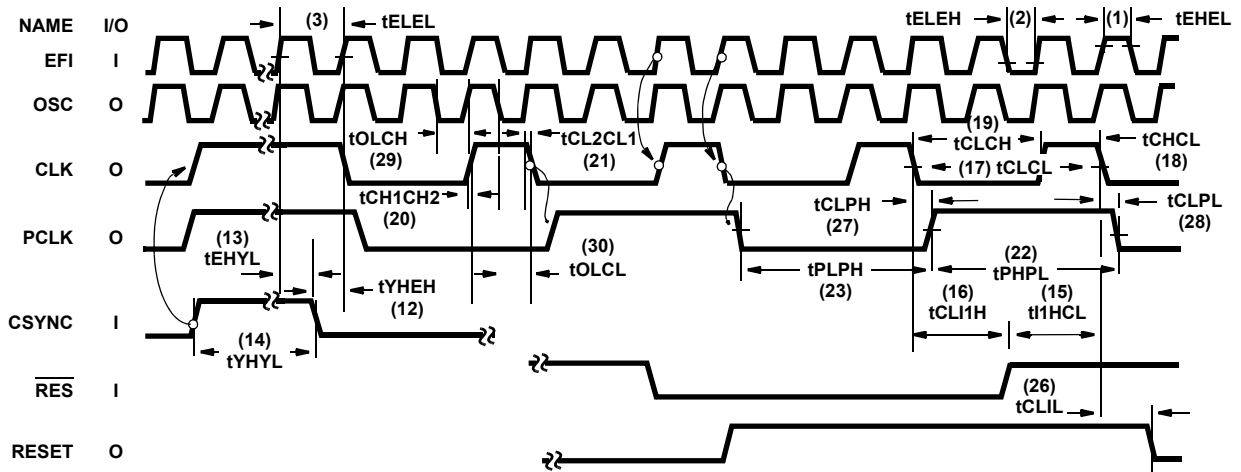 NAME I/O (3) tELEL tELEH (2) (1) tEHEL
EFI I
OSC O
tOLCH (29) tCL2CL1 (21) (19) tCLCH tCHCL (18)
CLK O (17) tCLCL
tCH1CH2 (20) tCLPH (27) tCLPL (28)
PCLK O (13) tEHYL (30) tOLCL (22) tPHPL
tYHEH (12) tPLPH (23) (16) tCLI1H (15) tI1HCL
CSYNC I (14) tYHYL
RES I (26) tCLIL
RESET O